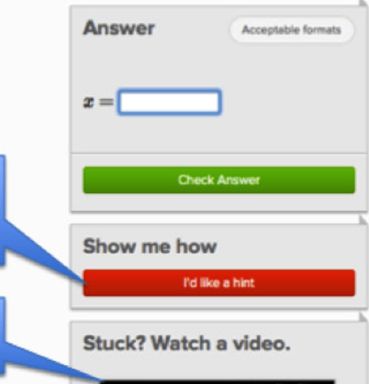 Answer
Acceptable formats
x =
Check Answer
Show me how
I'd like a hint
Stuck? Watch a video.